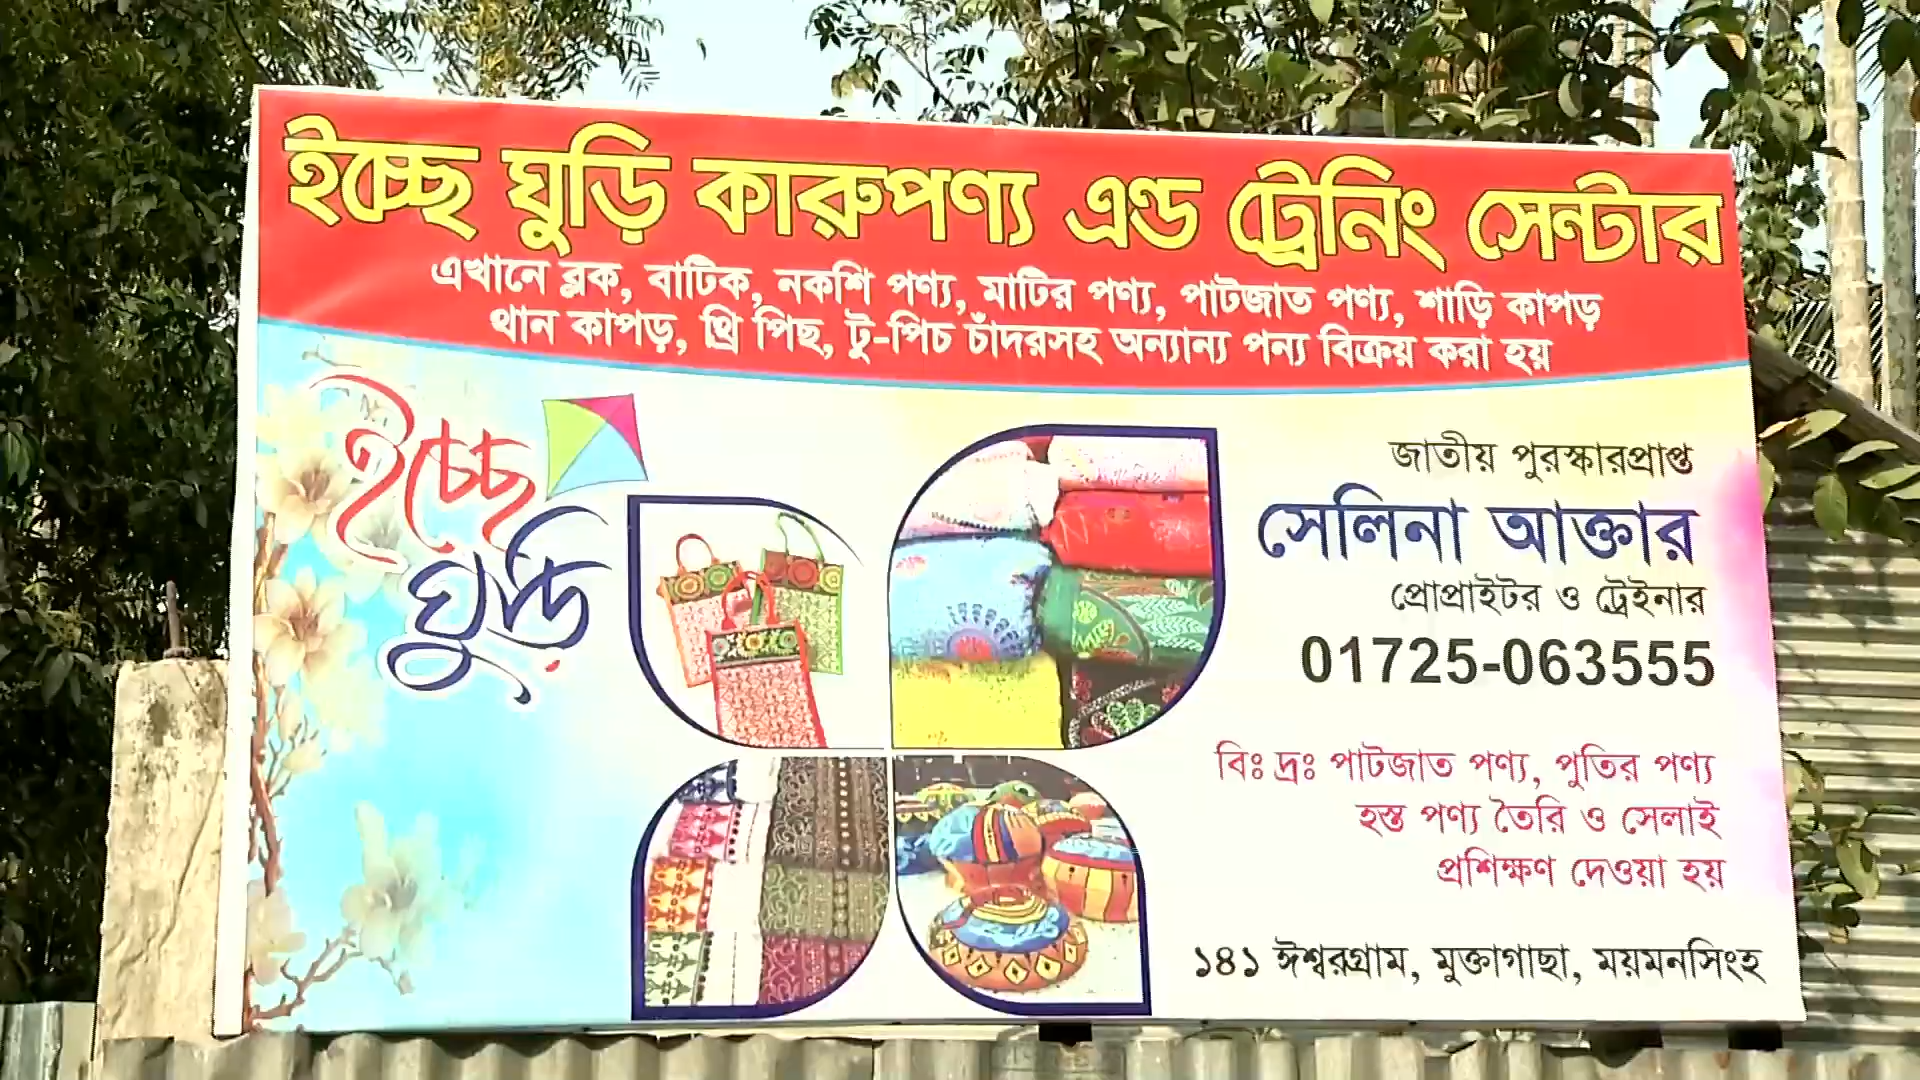 ইচ্ছে ঘুড়ি কারুপণ্য এণ্ড ট্রেনিং সেন্টার
এখানে ব্লক, বাটিক, নকশি পণ্য, মাটির পণ্য, পাটজাত পণ্য, শাড়ি কাপড়
থান কাপড়, থ্রি পিছ, টু-পিচ চাঁদরসহ অন্যান্য পন্য বিক্রয় করা হয়
ইচ্ছে
ঘুড়ি
জাতীয় পুরস্কারপ্রাপ্ত
সেলিনা আক্তার
প্রোপ্রাইটর ও ট্রেইনার
01725-063555
বিঃ দ্রঃ পাটজাত পণ্য, পুতির পণ্য
হস্ত পণ্য তৈরি ও সেলাই
প্রশিক্ষণ দেওয়া হয়
১৪১ ঈশ্বরগ্রাম, মুক্তাগাছা, ময়মনসিংহ